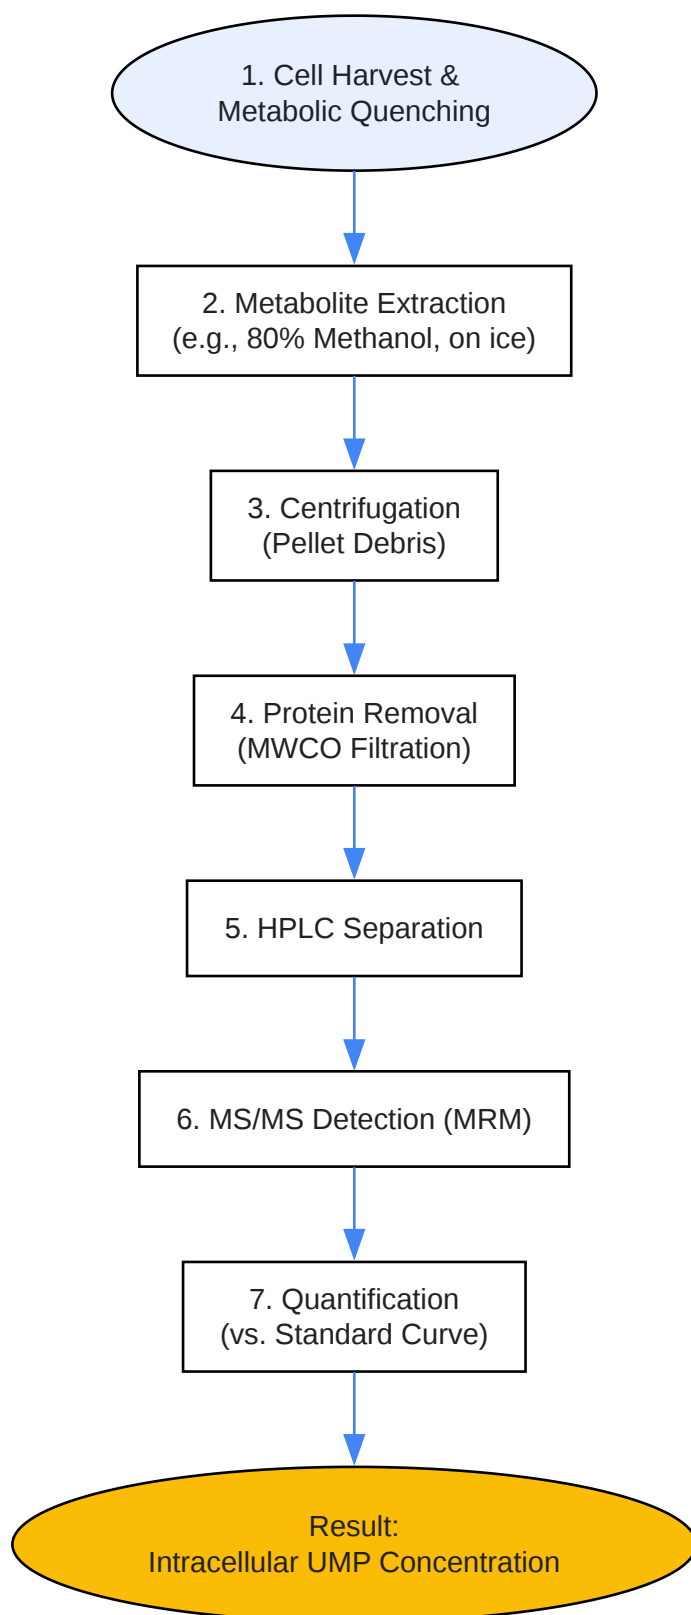 1. Cell Harvest &
Metabolic Quenching
2. Metabolite Extraction
(e.g., 80% Methanol, on ice)
3. Centrifugation
(Pellet Debris)
4. Protein Removal
(MWCO Filtration)
5. HPLC Separation
6. MS/MS Detection (MRM)
7. Quantification
(vs. Standard Curve)
Result:
Intracellular UMP Concentration